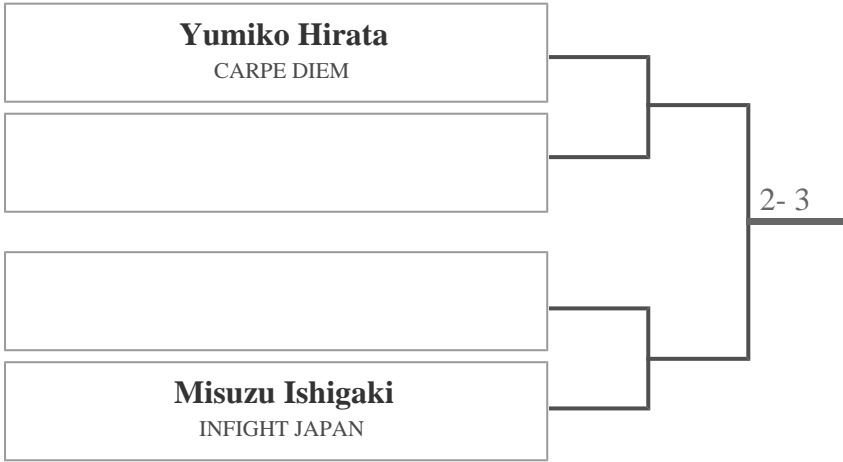 Yumiko Hirata
CARPE DIEM
2- 3
Misuzu Ishigaki
INFIGHT JAPAN